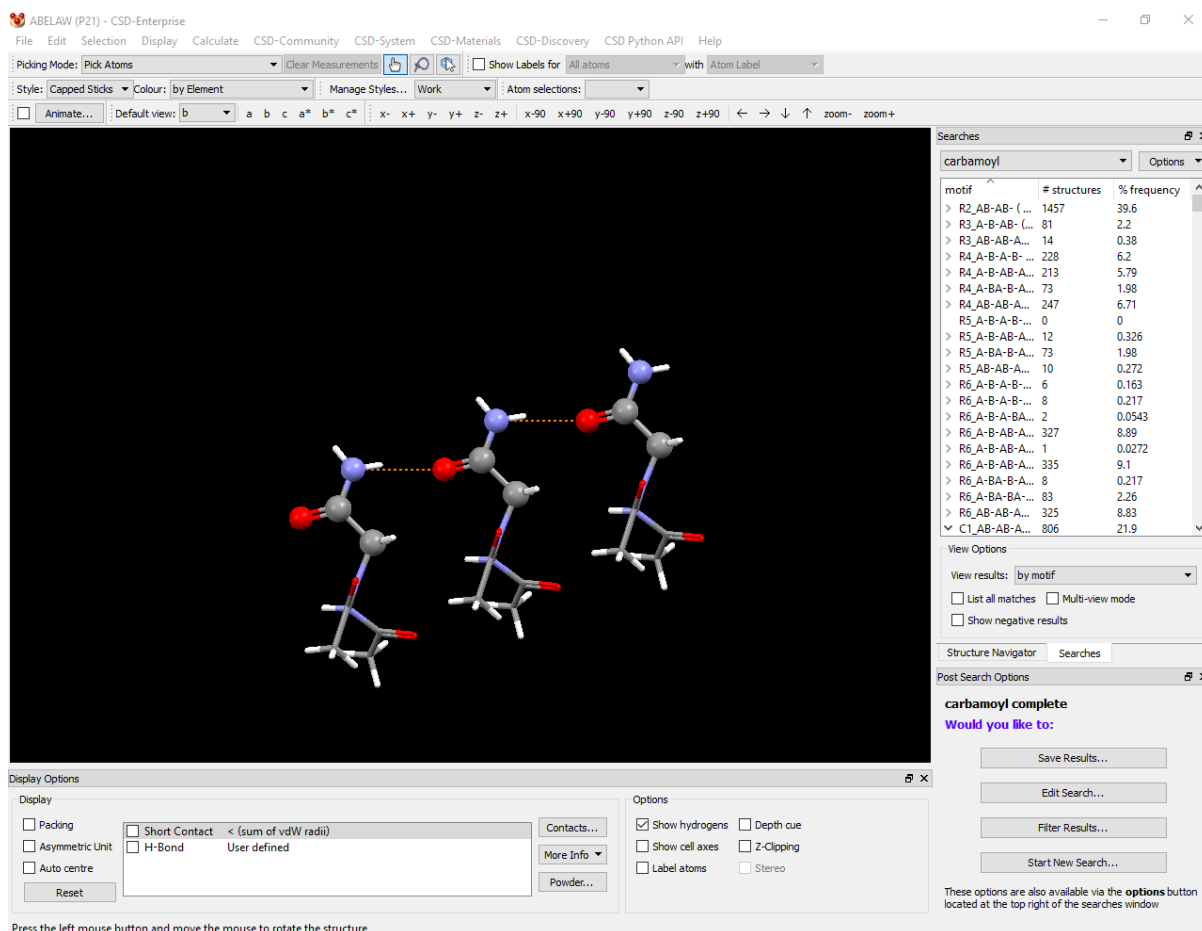 ABELAW (P21) - CSD-Enterprise
File Edit Selection Display Calculate CSD-Community CSD-System CSD-Materials CSD-Discovery CSD Python API Help
Picking Mode: Pick Atoms Clear Measurements Show Labels for All atoms with Atom Label
Style: Capped Sticks Colour: by Element Manage Styles... Work Atom selections:
Animate... Default view: b a b c a* b* c* x- x+ y- y+ z- z+ x-90 x+90 y-90 y+90 z-90 z+90 ← → ↓ ↑ zoom- zoom+
Searches
carbamoyl Options
motif # structures % frequency
R2_AB-AB- ( ... 1457 39.6
R3_A-B-AB- (... 81 2.2
R3_AB-AB-A... 14 0.38
R4_A-B-A-B- ... 228 6.2
R4_A-B-AB-A... 213 5.79
R4_A-BA-B-A... 73 1.98
R4_AB-AB-A... 247 6.71
R5_A-B-A-B-... 0 0
R5_A-B-AB-A... 12 0.326
R5_A-BA-B-A... 73 1.98
R5_AB-AB-A... 10 0.272
R6_A-B-A-B-... 6 0.163
R6_A-B-A-B-... 8 0.217
R6_A-B-A-BA... 2 0.0543
R6_A-B-AB-A... 327 8.89
R6_A-B-AB-A... 1 0.0272
R6_A-B-AB-A... 335 9.1
R6_A-BA-B-A... 8 0.217
R6_A-BA-BA-... 83 2.26
R6_AB-AB-A... 325 8.83
C1_AB-AB-A... 806 21.9
View Options
View results: by motif
List all matches Multi-view mode
Show negative results
Structure Navigator Searches
Post Search Options
carbamoyl complete
Would you like to:
Save Results...
Edit Search...
Filter Results...
Start New Search...
These options are also available via the options button
located at the top right of the searches window
Display Options
Display
Packing
Asymmetric Unit
Auto centre
Reset
Short Contact < (sum of vdW radii)
H-Bond User defined
Contacts...
More Info
Powder...
Options
Show hydrogens Depth cue
Show cell axes Z-Clipping
Label atoms Stereo
Press the left mouse button and move the mouse to rotate the structure